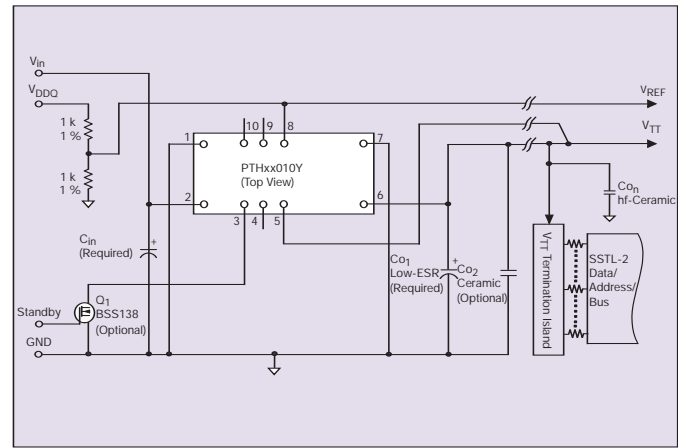 Vin
VDDQ
1 k
1 %
1 k
1 %
VREF
VTT
10
9
8
1
7
PTHxx010Y
(Top View)
2
6
3
4
5
Con
hf-Ceramic
Cin
(Required)
Co1
Low-ESR
(Required)
Co2
Ceramic
(Optional)
VTT Termination Island
SSTL-2
Data/
Address/
Bus
Q1
BSS138
(Optional)
Standby
GND
+
+